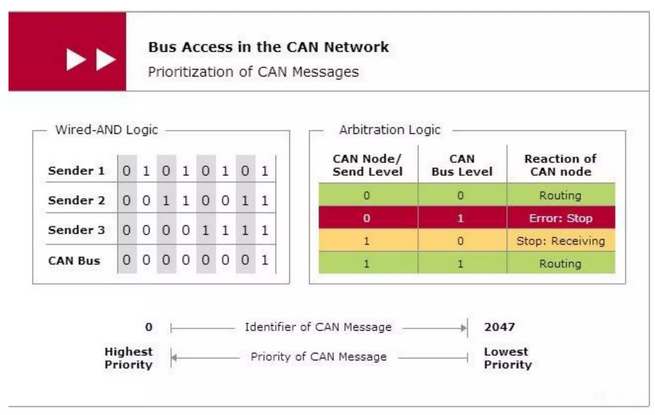 Bus Access in the CAN Network
Prioritization of CAN Messages
Wired-AND Logic
Sender 1 0 1 0 1 0 1 0 1
Sender 2 0 0 1 1 0 0 1 1
Sender 3 0 0 0 0 1 1 1 1
CAN Bus 0 0 0 0 0 0 0 1
Arbitration Logic
CAN Node/ CAN Reaction of
Send Level Bus Level CAN node
0 0 Routing
0 1 Error: Stop
1 0 Stop: Receiving
1 1 Routing
0 Identifier of CAN Message 2047
Highest Priority of CAN Message Lowest
Priority Priority